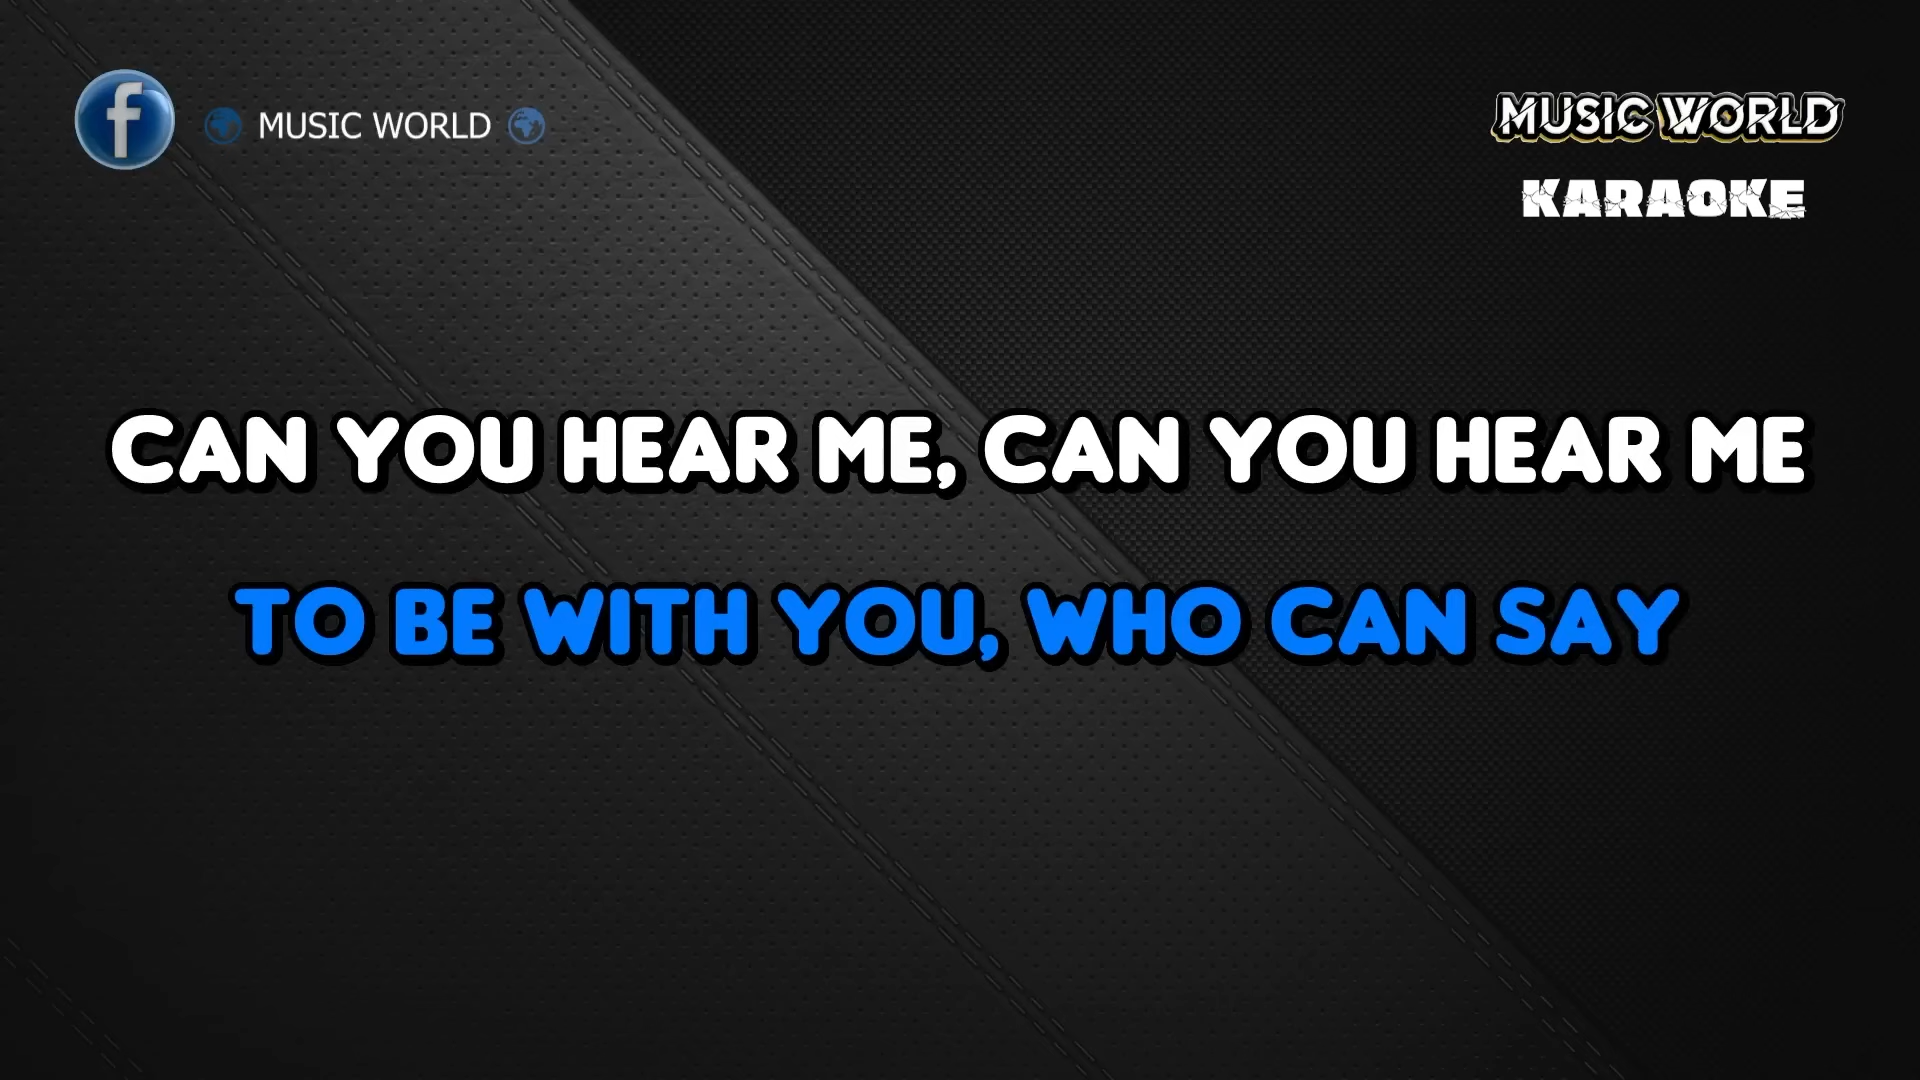 MUSIC WORLD
MUSIC WORLD
KARAOKE
CAN YOU HEAR ME, CAN YOU HEAR ME
TO BE WITH YOU, WHO CAN SAY